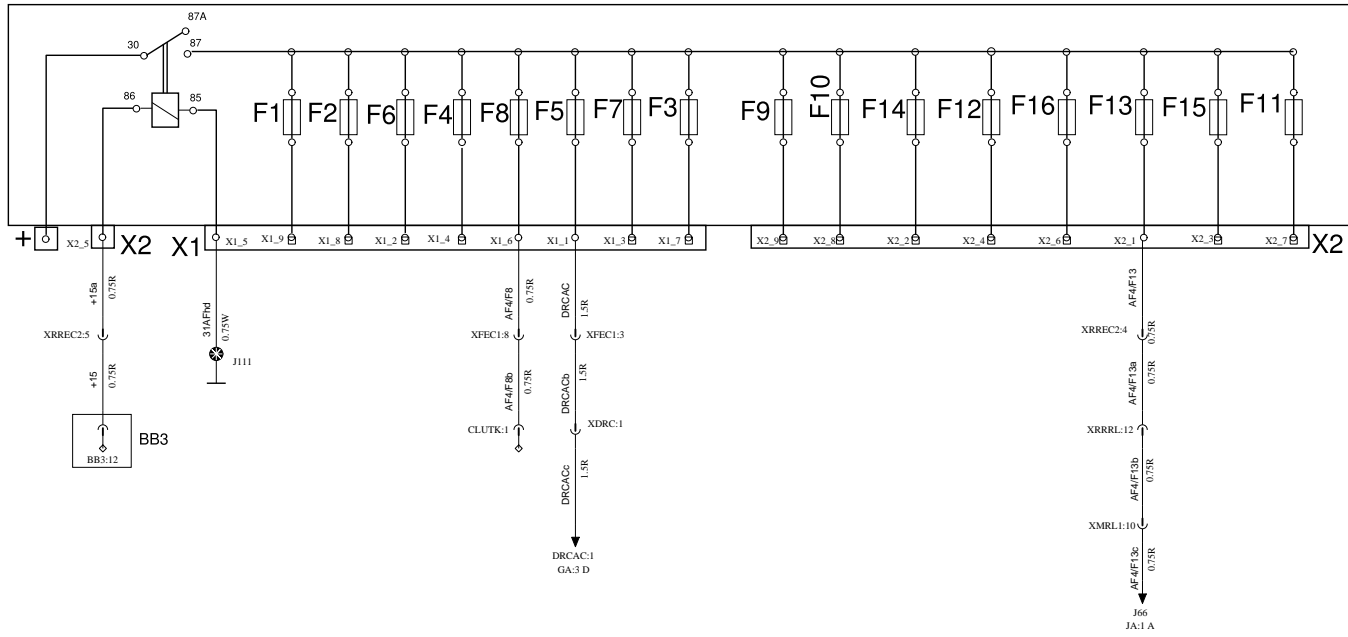 87A
30
87
86
85
F1
F2
F6
F4
F8
F5
F7
F3
F9
F10
F14
F12
F16
F13
F15
F11
+
X2_5
X2
X1
X1_5
X1_9
X1_8
X1_2
X1_4
X1_6
X1_1
X1_3
X1_7
X2_9
X2_8
X2_2
X2_4
X2_6
X2_1
X2_3
X2_7
X2
+15a
0.75R
31AFhd
0.75W
AF4/F8
0.75R
DRCAC
1.5R
AF4/F13
0.75R
XRREC2:5
J111
XFEC1:8
XFEC1:3
XRREC2:4
+15
0.75R
AF4/F8b
0.75R
DRCACb
1.5R
AF4/F13a
0.75R
BB3
BB3:12
CLUTK:1
XDRC:1
XRRRL:12
DRCACc
1.5R
AF4/F13b
0.75R
XMRL1:10
DRCAC:1
GA:3 D
AF4/F13c
0.75R
J66
JA:1 A